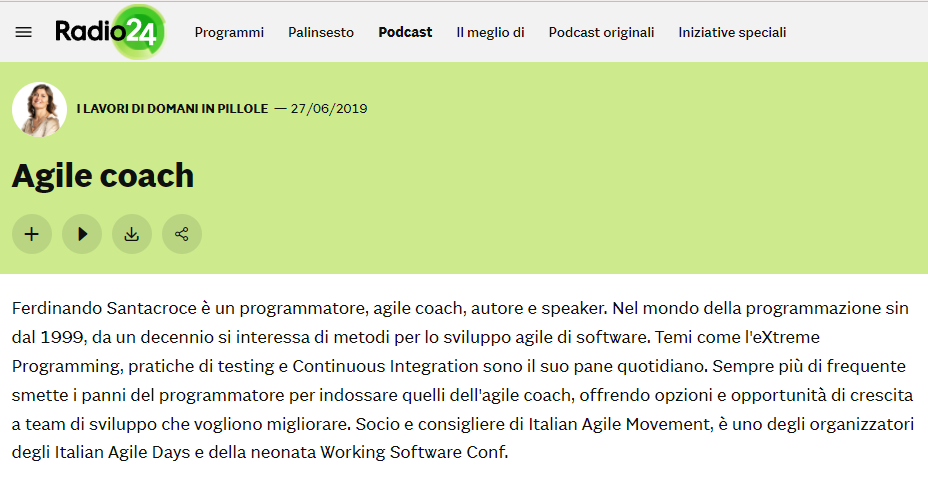 Radio24
Programmi
Palinsesto
Podcast
Il meglio di
Podcast originali
Iniziative speciali
I LAVORI DI DOMANI IN PILLOLE — 27/06/2019
Agile coach
Ferdinando Santacroce è un programmatore, agile coach, autore e speaker. Nel mondo della programmazione sin
dal 1999, da un decennio si interessa di metodi per lo sviluppo agile di software. Temi come l'eXtreme
Programming, pratiche di testing e Continuous Integration sono il suo pane quotidiano. Sempre più di frequente
smette i panni del programmatore per indossare quelli dell'agile coach, offrendo opzioni e opportunità di crescita
a team di sviluppo che vogliono migliorare. Socio e consigliere di Italian Agile Movement, è uno degli organizzatori
degli Italian Agile Days e della neonata Working Software Conf.